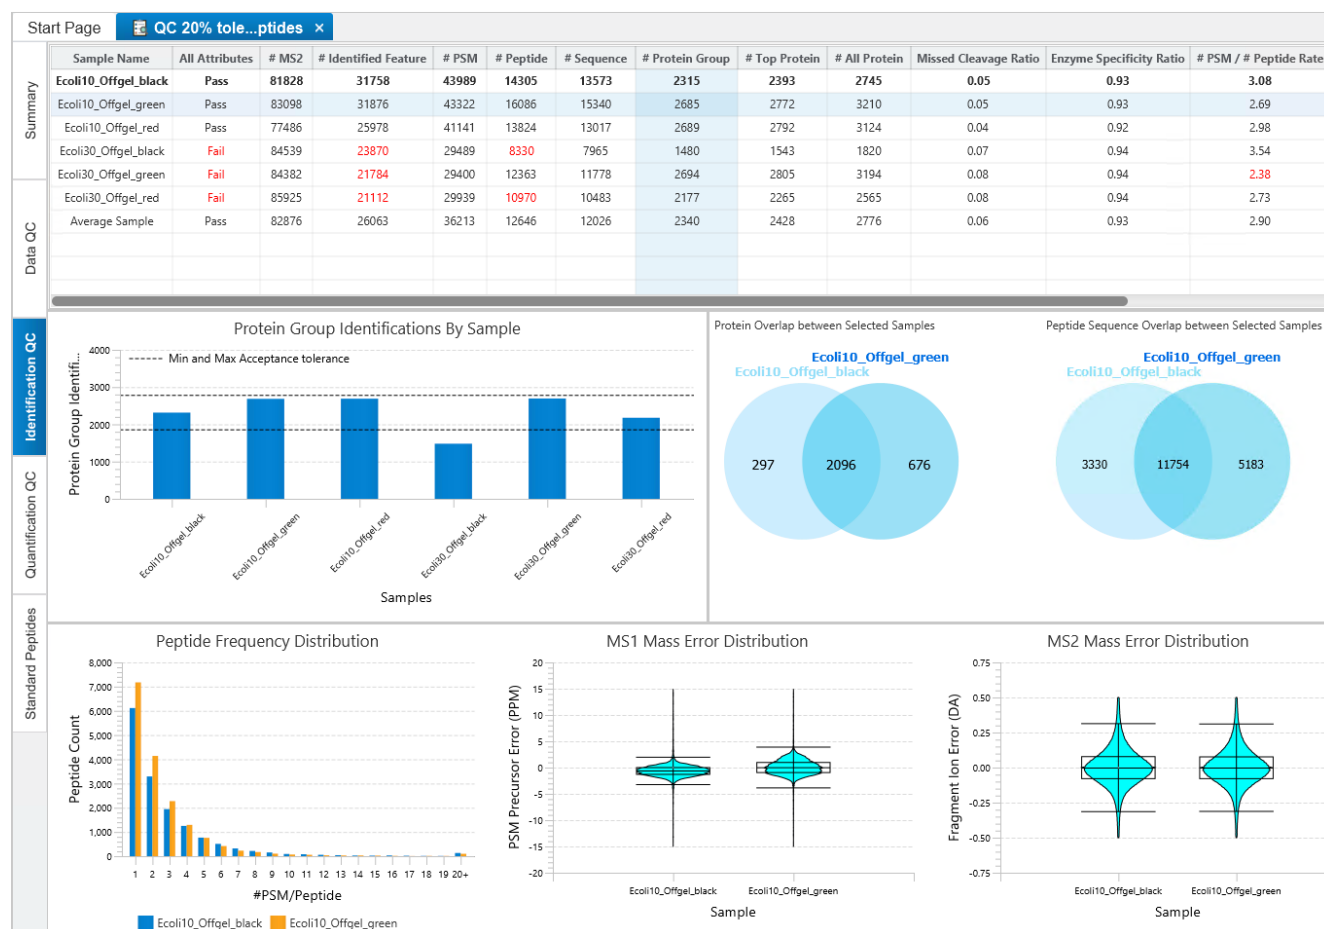 Start Page
QC 20% tole...ptides ×
Summary
Data QC
Identification QC
Quantification QC
Standard Peptides
Sample Name All Attributes # MS2 # Identified Feature # PSM # Peptide # Sequence # Protein Group # Top Protein # All Protein Missed Cleavage Ratio Enzyme Specificity Ratio # PSM / # Peptide Rate
Ecoli10_Offgel_black Pass 81828 31758 43989 14305 13573 2315 2393 2745 0.05 0.93 3.08
Ecoli10_Offgel_green Pass 83098 31876 43322 16086 15340 2685 2772 3210 0.05 0.93 2.69
Ecoli10_Offgel_red Pass 77486 25978 41141 13824 13017 2689 2792 3124 0.04 0.92 2.98
Ecoli30_Offgel_black Fail 84539 23870 29489 8330 7965 1480 1543 1820 0.07 0.94 3.54
Ecoli30_Offgel_green Fail 84382 21784 29400 12363 11778 2694 2805 3194 0.08 0.94 2.38
Ecoli30_Offgel_red Fail 85925 21112 29939 10970 10483 2177 2265 2565 0.08 0.94 2.73
Average Sample Pass 82876 26063 36213 12646 12026 2340 2428 2776 0.06 0.93 2.90
Protein Group Identifications By Sample
Min and Max Acceptance tolerance
Protein Group Identifi...
4000
3000
2000
1000
0
Ecoli10_Offgel_black
Ecoli10_Offgel_green
Ecoli10_Offgel_red
Ecoli30_Offgel_black
Ecoli30_Offgel_green
Ecoli30_Offgel_red
Samples
Protein Overlap between Selected Samples
Ecoli10_Offgel_green
Ecoli10_Offgel_black
297 2096 676
Peptide Sequence Overlap between Selected Samples
Ecoli10_Offgel_green
Ecoli10_Offgel_black
3330 11754 5183
Peptide Frequency Distribution
Peptide Count
8,000
7,000
6,000
5,000
4,000
3,000
2,000
1,000
0
1 2 3 4 5 6 7 8 9 10 11 12 13 14 15 16 17 18 19 20+
#PSM/Peptide
Ecoli10_Offgel_black Ecoli10_Offgel_green
MS1 Mass Error Distribution
PSM Precursor Error (PPM)
20
15
10
5
0
-5
-10
-15
-20
Ecoli10_Offgel_black Ecoli10_Offgel_green
Sample
MS2 Mass Error Distribution
Fragment Ion Error (DA)
0.75
0.50
0.25
0.00
-0.25
-0.50
-0.75
Ecoli10_Offgel_black Ecoli10_Offgel_green
Sample